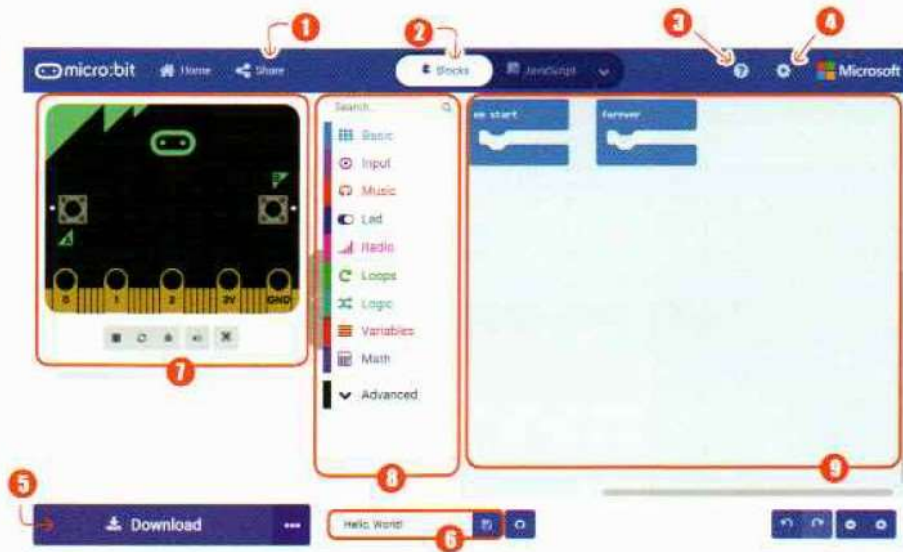 1
2
3
4
micro:bit Home Share Blocks JavaScript Microsoft
Search...
on start
forever
Basic
Input
Music
Led
Radio
Loops
Logic
Variables
Math
Advanced
A
B
0 1 2 3V GND
7
8
9
5
Download
Hello, World!
6